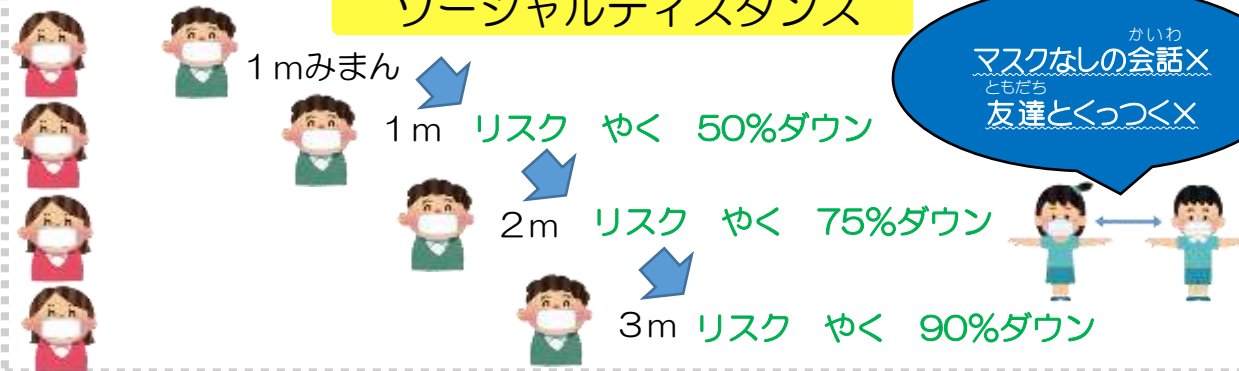 ソーシャルディスタンス
1mみまん
1m リスク やく 50%ダウン
2m リスク やく 75%ダウン
3m リスク やく 90%ダウン
かいわ
マスクなしの会話×
ともだち
友達とくっつく×